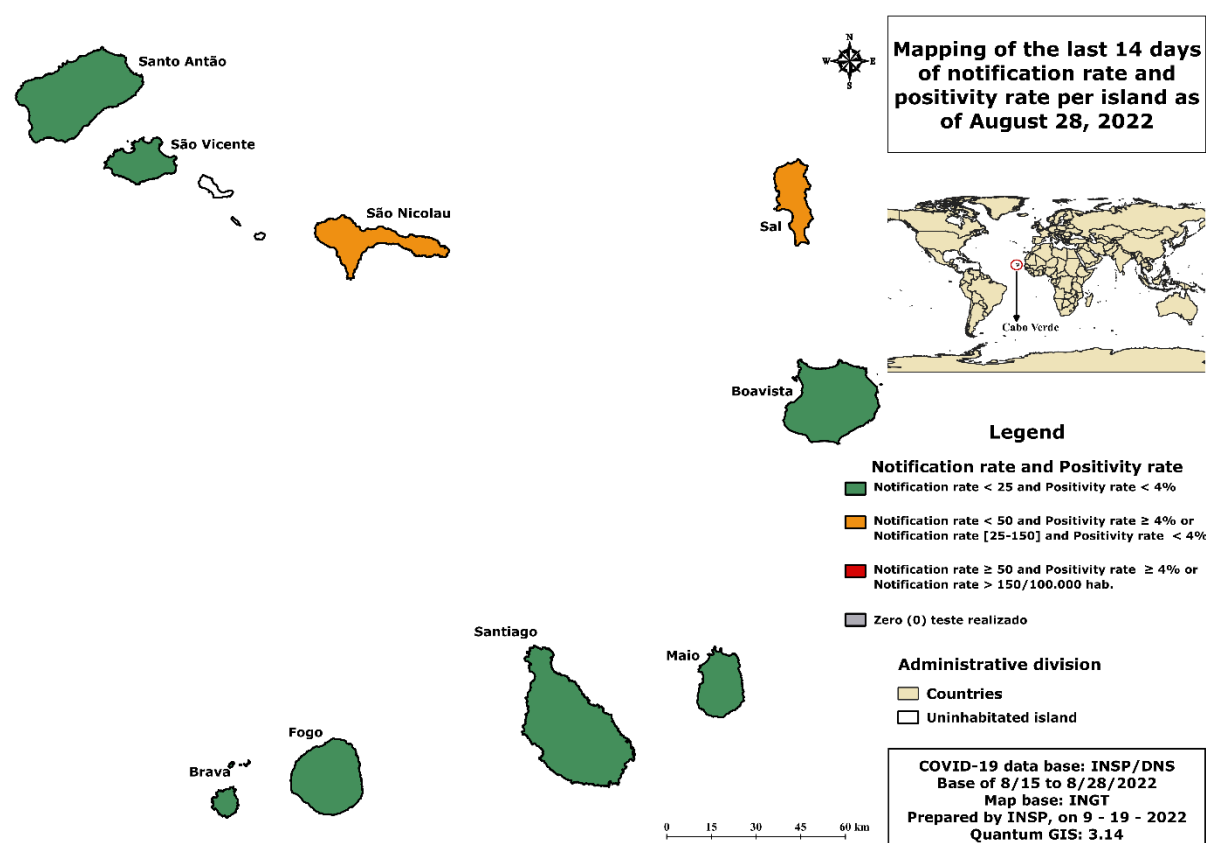 Santo Antão
São Vicente
São Nicolau
Sal
Boavista
Santiago
Maio
Fogo
Brava
N
W
E
S
Mapping of the last 14 days
of notification rate and
positivity rate per island as
of August 28, 2022
Cabo Verde
Legend
Notification rate and Positivity rate
Notification rate < 25 and Positivity rate < 4%
Notification rate < 50 and Positivity rate ≥ 4% or
Notification rate [25-150] and Positivity rate < 4%
Notification rate ≥ 50 and Positivity rate ≥ 4% or
Notification rate > 150/100.000 hab.
Zero (0) teste realizado
Administrative division
Countries
Uninhabitated island
0 15 30 45 60 km
COVID-19 data base: INSP/DNS
Base of 8/15 to 8/28/2022
Map base: INGT
Prepared by INSP, on 9 - 19 - 2022
Quantum GIS: 3.14